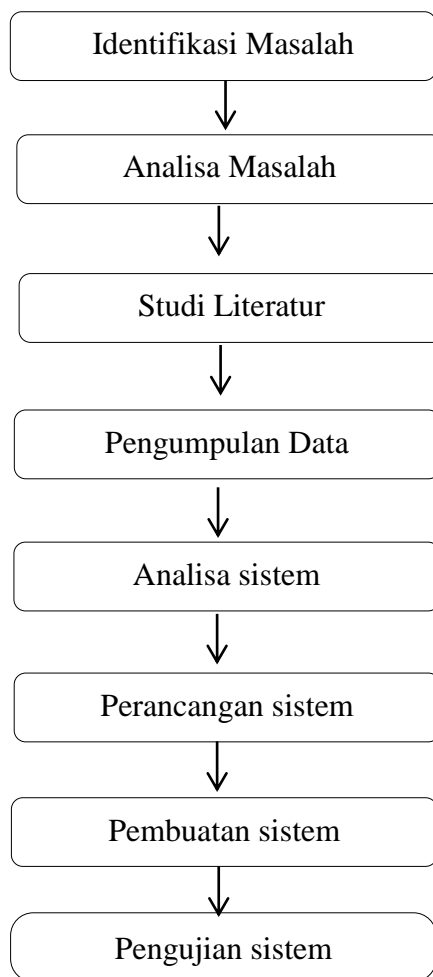 Identifikasi Masalah
Analisa Masalah
Studi Literatur
Pengumpulan Data
Analisa sistem
Perancangan sistem
Pembuatan sistem
Pengujian sistem